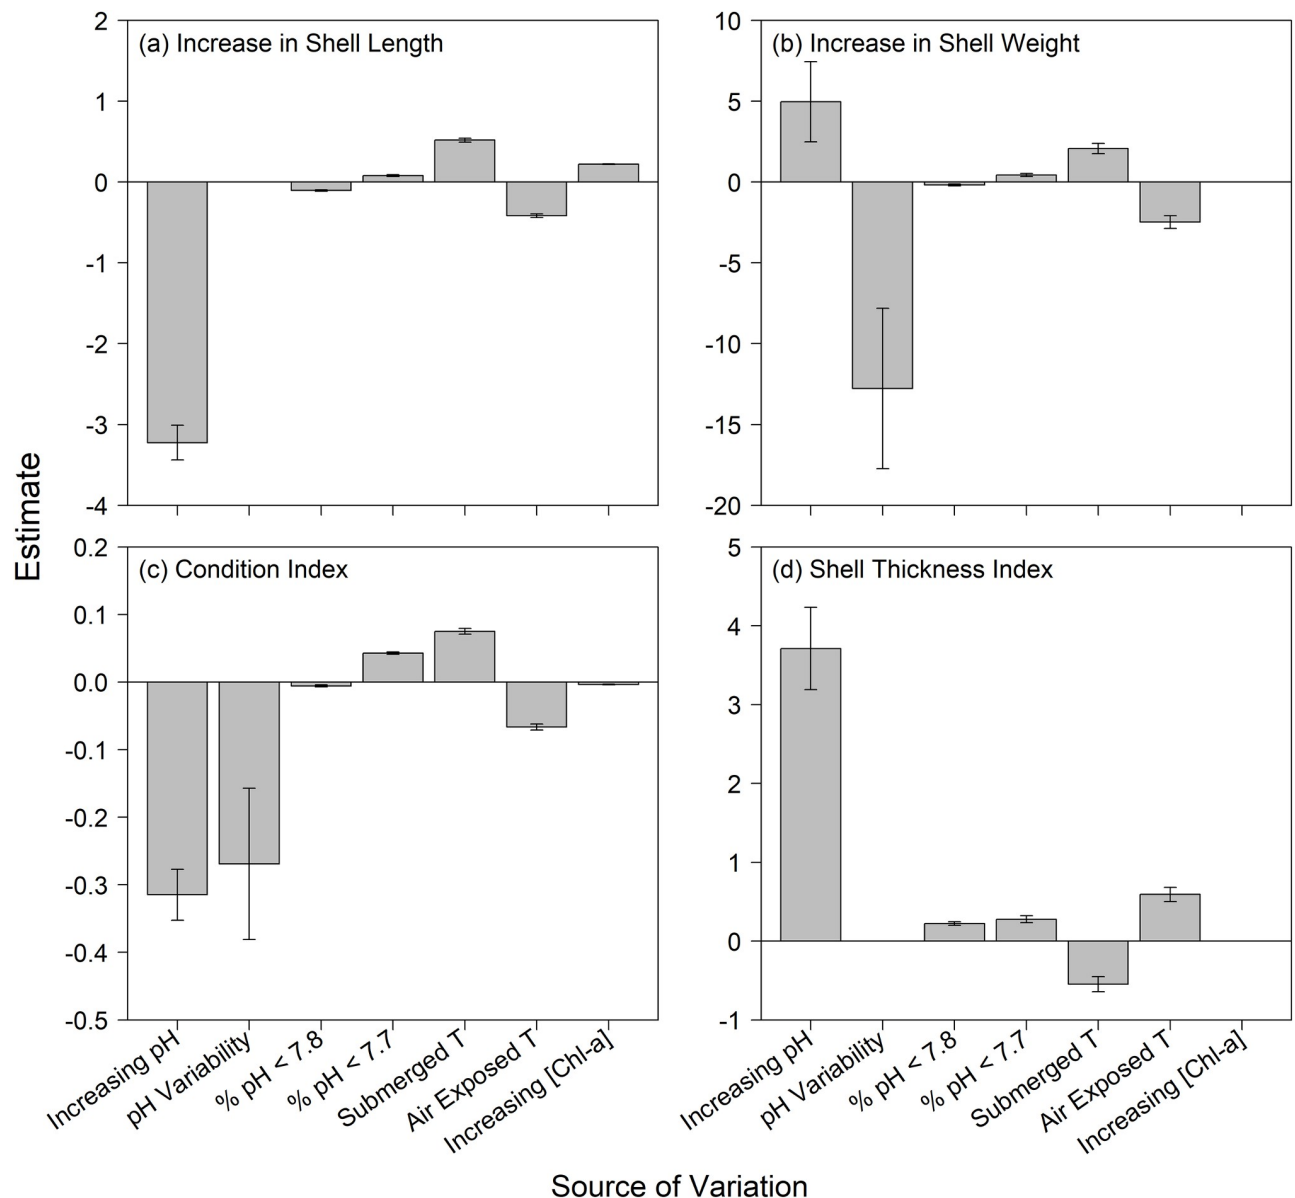 (a) Increase in Shell Length
2
1
0
-1
-2
-3
-4
(b) Increase in Shell Weight
10
5
0
-5
-10
-15
-20
Estimate
(c) Condition Index
0.2
0.1
0.0
-0.1
-0.2
-0.3
-0.4
-0.5
Increasing pH
pH Variability
% pH < 7.8
% pH < 7.7
Submerged T
Air Exposed T
Increasing [Chl-a]
(d) Shell Thickness Index
5
4
3
2
1
0
-1
Increasing pH
pH Variability
% pH < 7.8
% pH < 7.7
Submerged T
Air Exposed T
Increasing [Chl-a]
Source of Variation